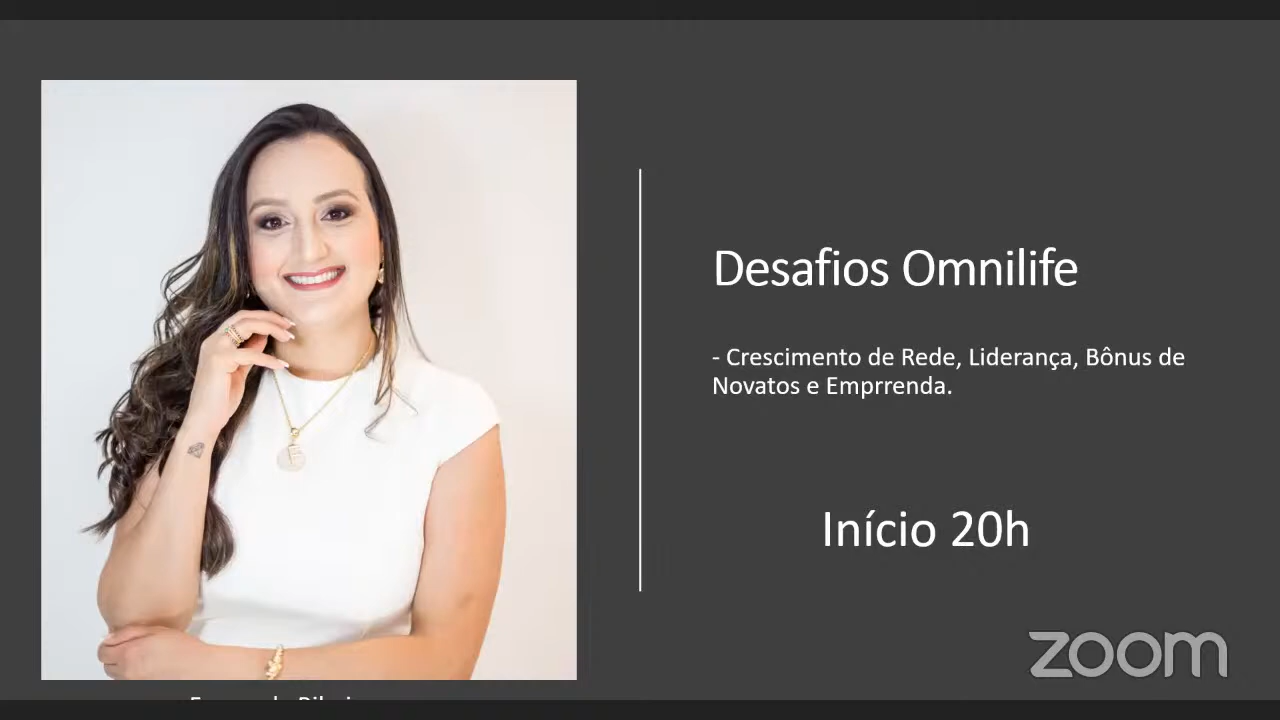 Desafios Omnilife
- Crescimento de Rede, Liderança, Bônus de
Novatos e Emprrenda.
Início 20h
zoom